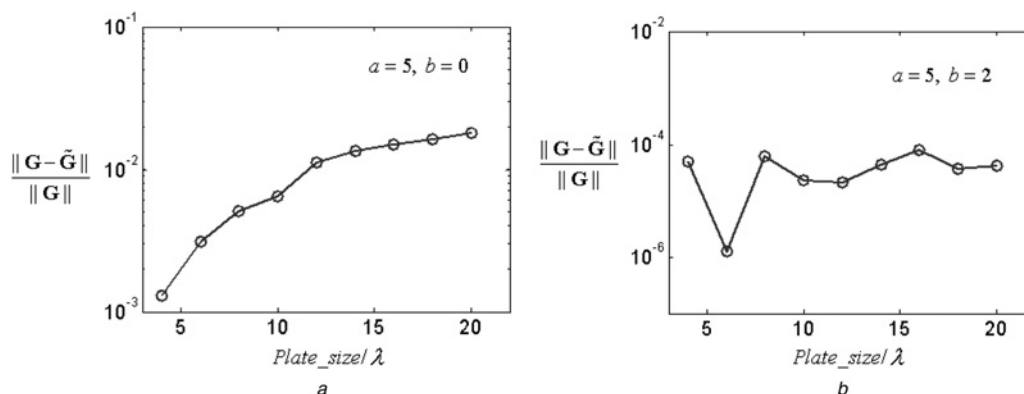 10⁻¹
a = 5, b = 0
‖ G − G̃ ‖
‖ G ‖
10⁻²
10⁻³
5 10 15 20
Plate_size/ λ
a
10⁻²
a = 5, b = 2
‖ G − G̃ ‖
‖ G ‖
10⁻⁴
10⁻⁶
5 10 15 20
Plate_size/ λ
b